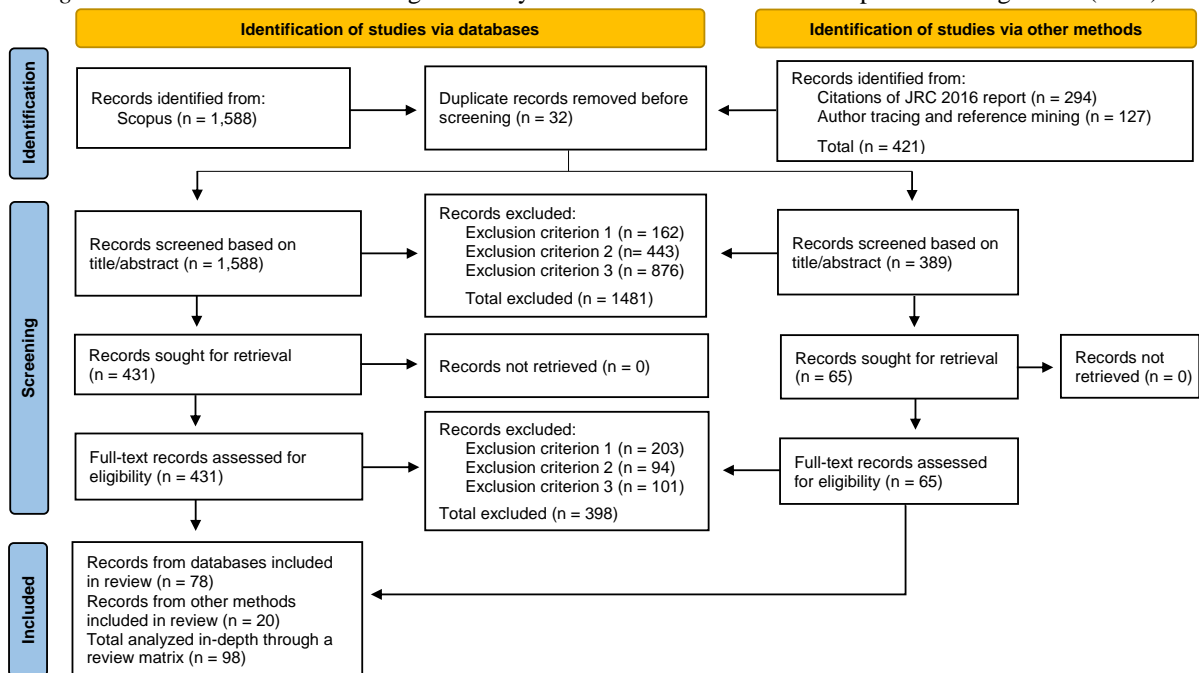 Identification of studies via databases
Identification of studies via other methods
Identification
Records identified from:
Scopus (n = 1,588)
Duplicate records removed before
screening (n = 32)
Records identified from:
Citations of JRC 2016 report (n = 294)
Author tracing and reference mining (n = 127)
Total (n = 421)
Screening
Records screened based on
title/abstract (n = 1,588)
Records excluded:
Exclusion criterion 1 (n = 162)
Exclusion criterion 2 (n= 443)
Exclusion criterion 3 (n = 876)
Total excluded (n = 1481)
Records screened based on
title/abstract (n = 389)
Records sought for retrieval
(n = 431)
Records not retrieved (n = 0)
Records sought for retrieval
(n = 65)
Records not
retrieved (n = 0)
Full-text records assessed for
eligibility (n = 431)
Records excluded:
Exclusion criterion 1 (n = 203)
Exclusion criterion 2 (n = 94)
Exclusion criterion 3 (n = 101)
Total excluded (n = 398)
Full-text records assessed
for eligibility (n = 65)
Included
Records from databases included
in review (n = 78)
Records from other methods
included in review (n = 20)
Total analyzed in-depth through a
review matrix (n = 98)